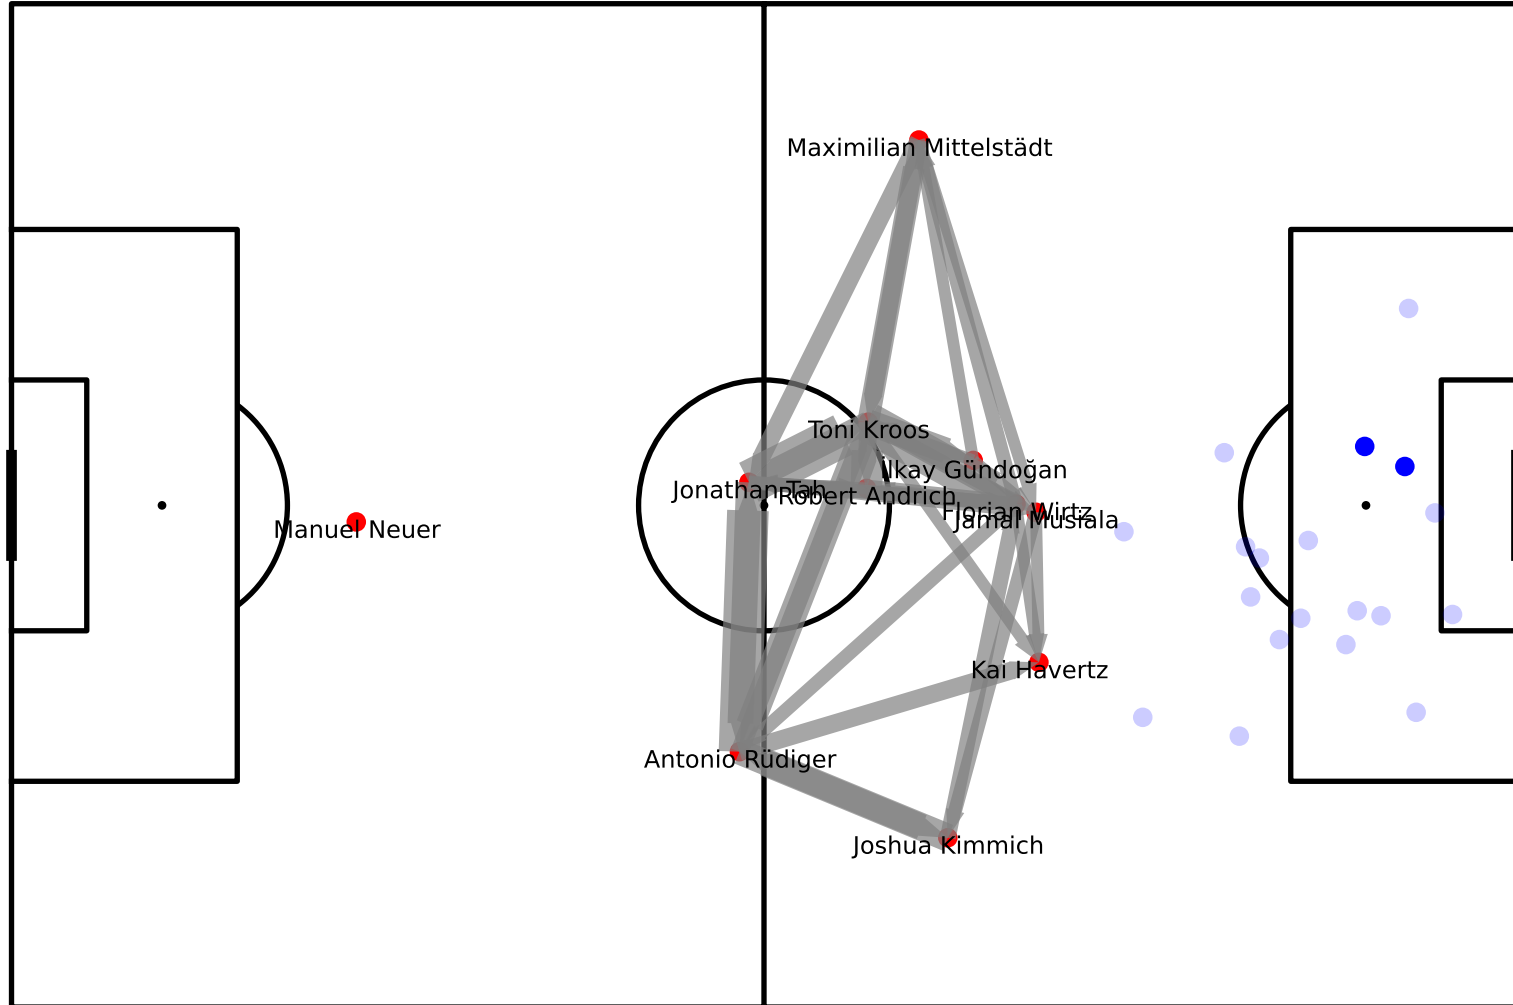 Maximilian Mittelstädt
Toni Kroos
İlkay Gündoğan
Jonathan Tah
Robert Andrich
Florian Wirtz
Jamal Musiala
Manuel Neuer
Kai Havertz
Antonio Rüdiger
Joshua Kimmich